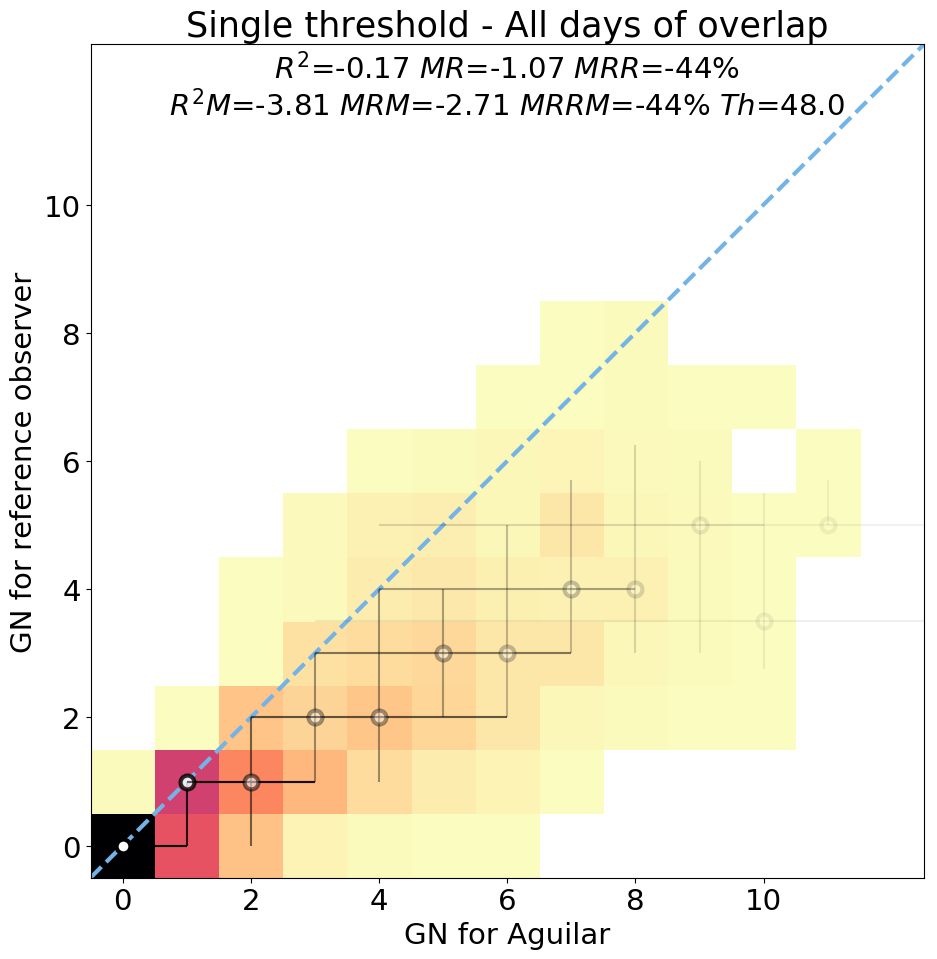 Single threshold - All days of overlap
R²=-0.17 MR=-1.07 MRR=-44%
R²M=-3.81 MRM=-2.71 MRRM=-44% Th=48.0
10
8
6
4
2
0
GN for reference observer
0 2 4 6 8 10
GN for Aguilar